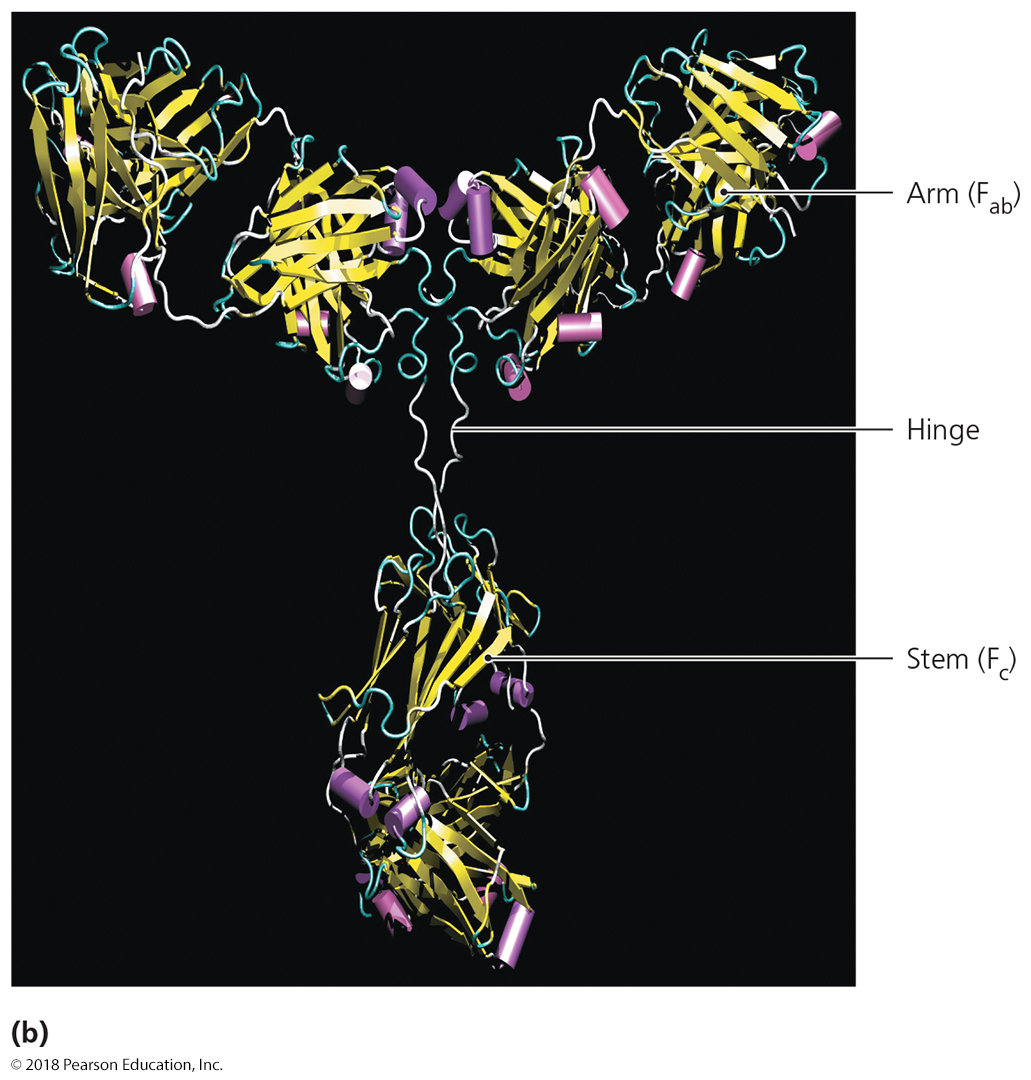 Arm (Fab)
Hinge
Stem (Fc)
(b)
© 2018 Pearson Education, Inc.